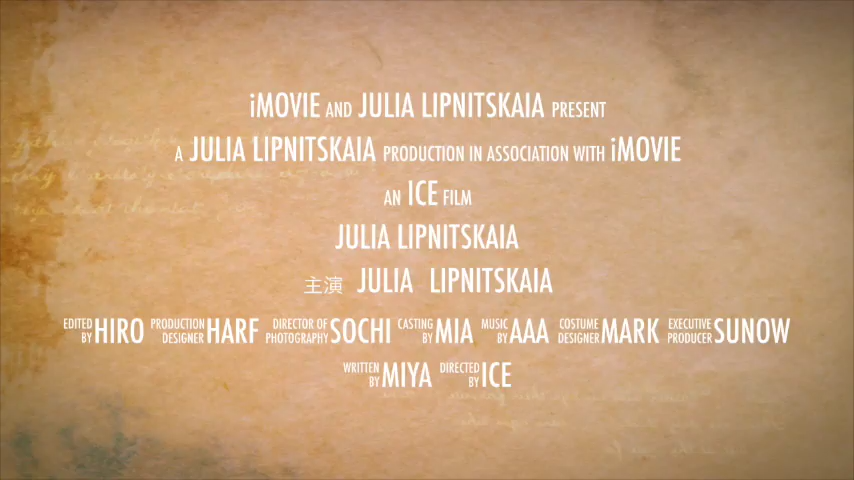 iMOVIE AND JULIA LIPNITSKAIA PRESENT
A JULIA LIPNITSKAIA PRODUCTION IN ASSOCIATION WITH iMOVIE
AN ICE FILM
JULIA LIPNITSKAIA
主演 JULIA LIPNITSKAIA
EDITED BY HIRO PRODUCTION DESIGNER HARF DIRECTOR OF PHOTOGRAPHY SOCHI CASTING BY MIA MUSIC BY AAA COSTUME DESIGNER MARK EXECUTIVE PRODUCER SUNOW
WRITTEN BY MIYA DIRECTED BY ICE